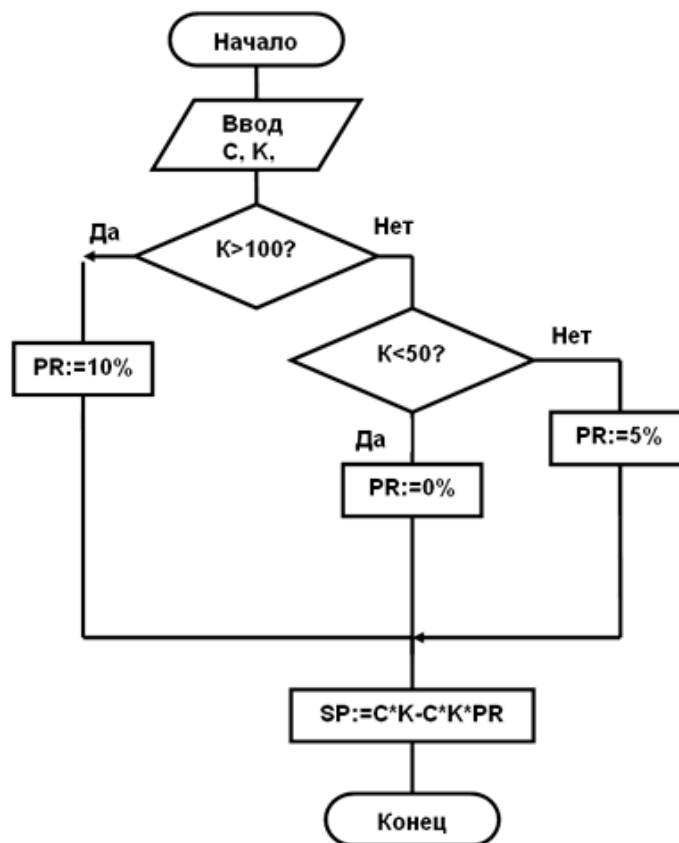 Начало
Ввод
С, К,
Да
К>100?
Нет
К<50?
Нет
PR:=10%
PR:=5%
Да
PR:=0%
SP:=C*K-C*K*PR
Конец